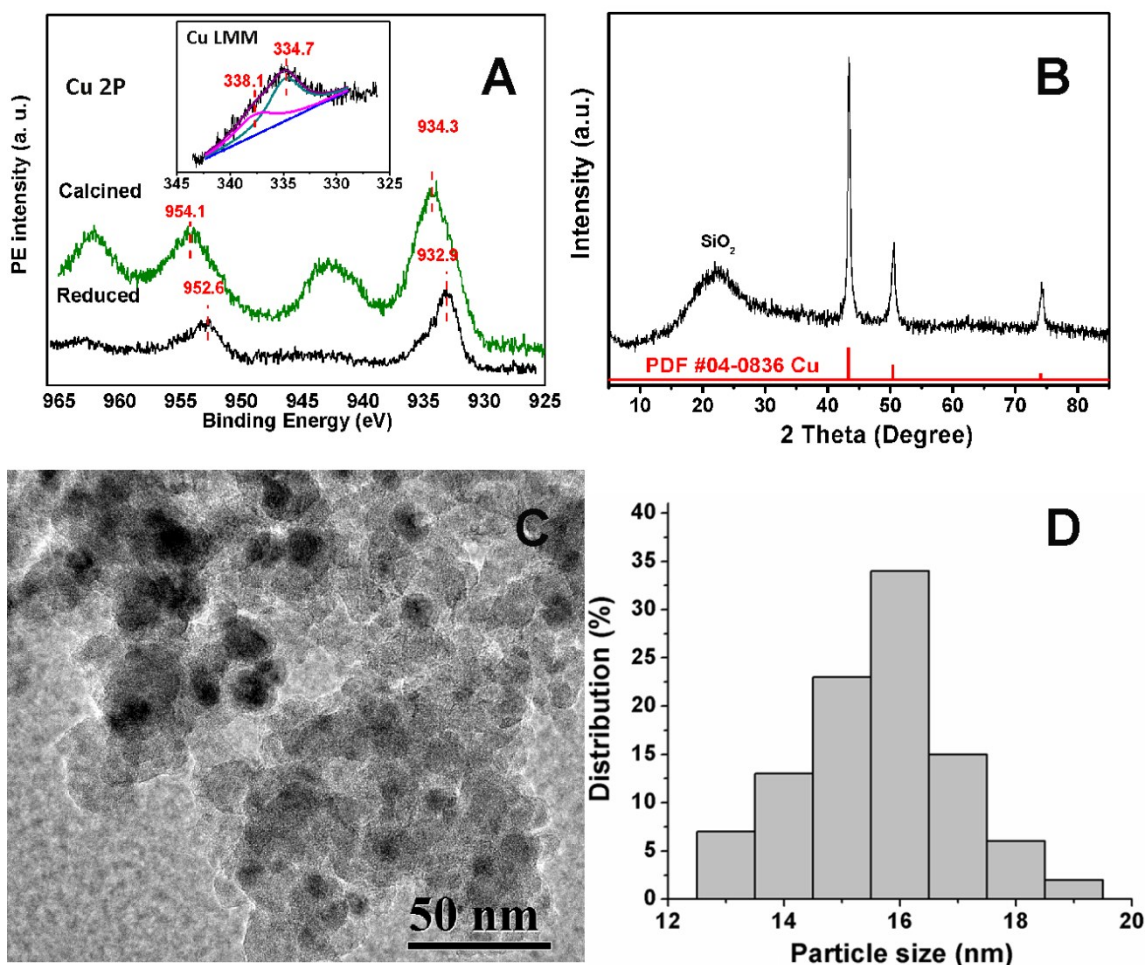 A
Cu 2P
Cu LMM
334.7
338.1
345 340 335 330 325
934.3
Calcined
954.1
932.9
Reduced
952.6
PE intensity (a. u.)
965 960 955 950 945 940 935 930 925
Binding Energy (eV)
B
SiO₂
PDF #04-0836 Cu
Intensity (a.u.)
10 20 30 40 50 60 70 80
2 Theta (Degree)
C
50 nm
D
Distribution (%)
40
35
30
25
20
15
10
5
0
12 14 16 18 20
Particle size (nm)